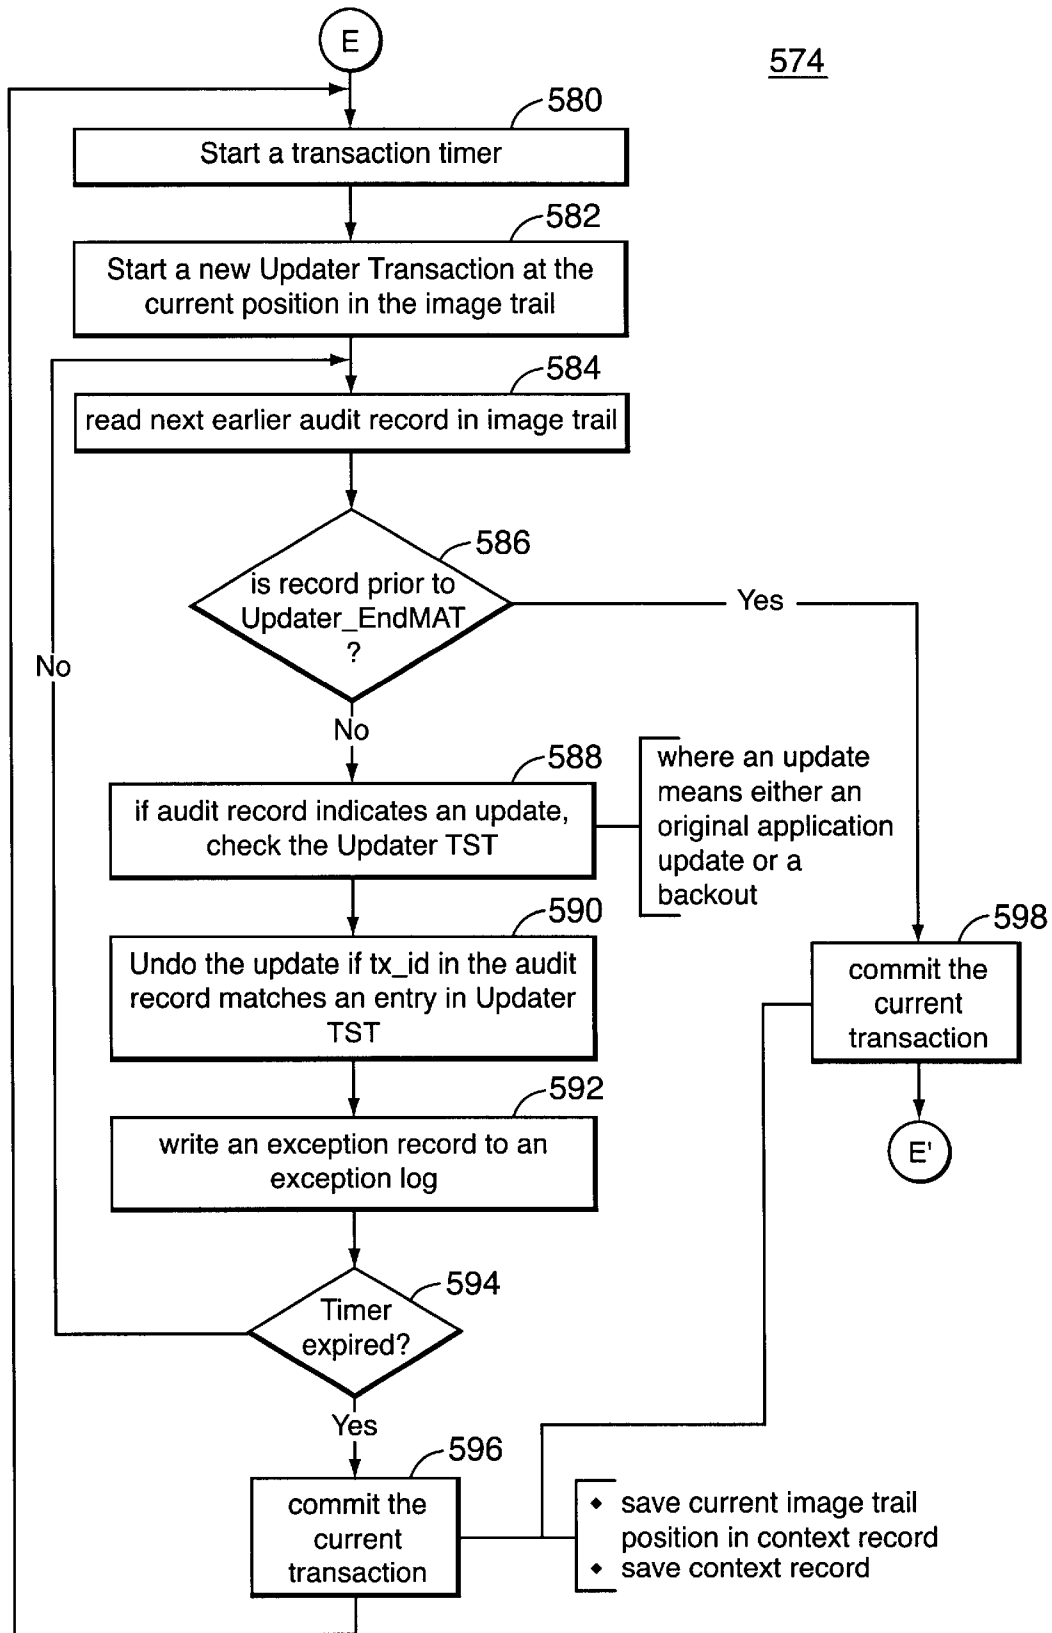 E
574
580
Start a transaction timer
582
Start a new Updater Transaction at the
current position in the image trail
584
read next earlier audit record in image trail
586
is record prior to
Updater_EndMAT
?
Yes
No
No
588
if audit record indicates an update,
check the Updater TST
where an update
means either an
original application
update or a
backout
590
Undo the update if tx_id in the audit
record matches an entry in Updater
TST
598
commit the
current
transaction
592
write an exception record to an
exception log
E'
594
Timer
expired?
Yes
596
commit the
current
transaction
◆ save current image trail
position in context record
◆ save context record